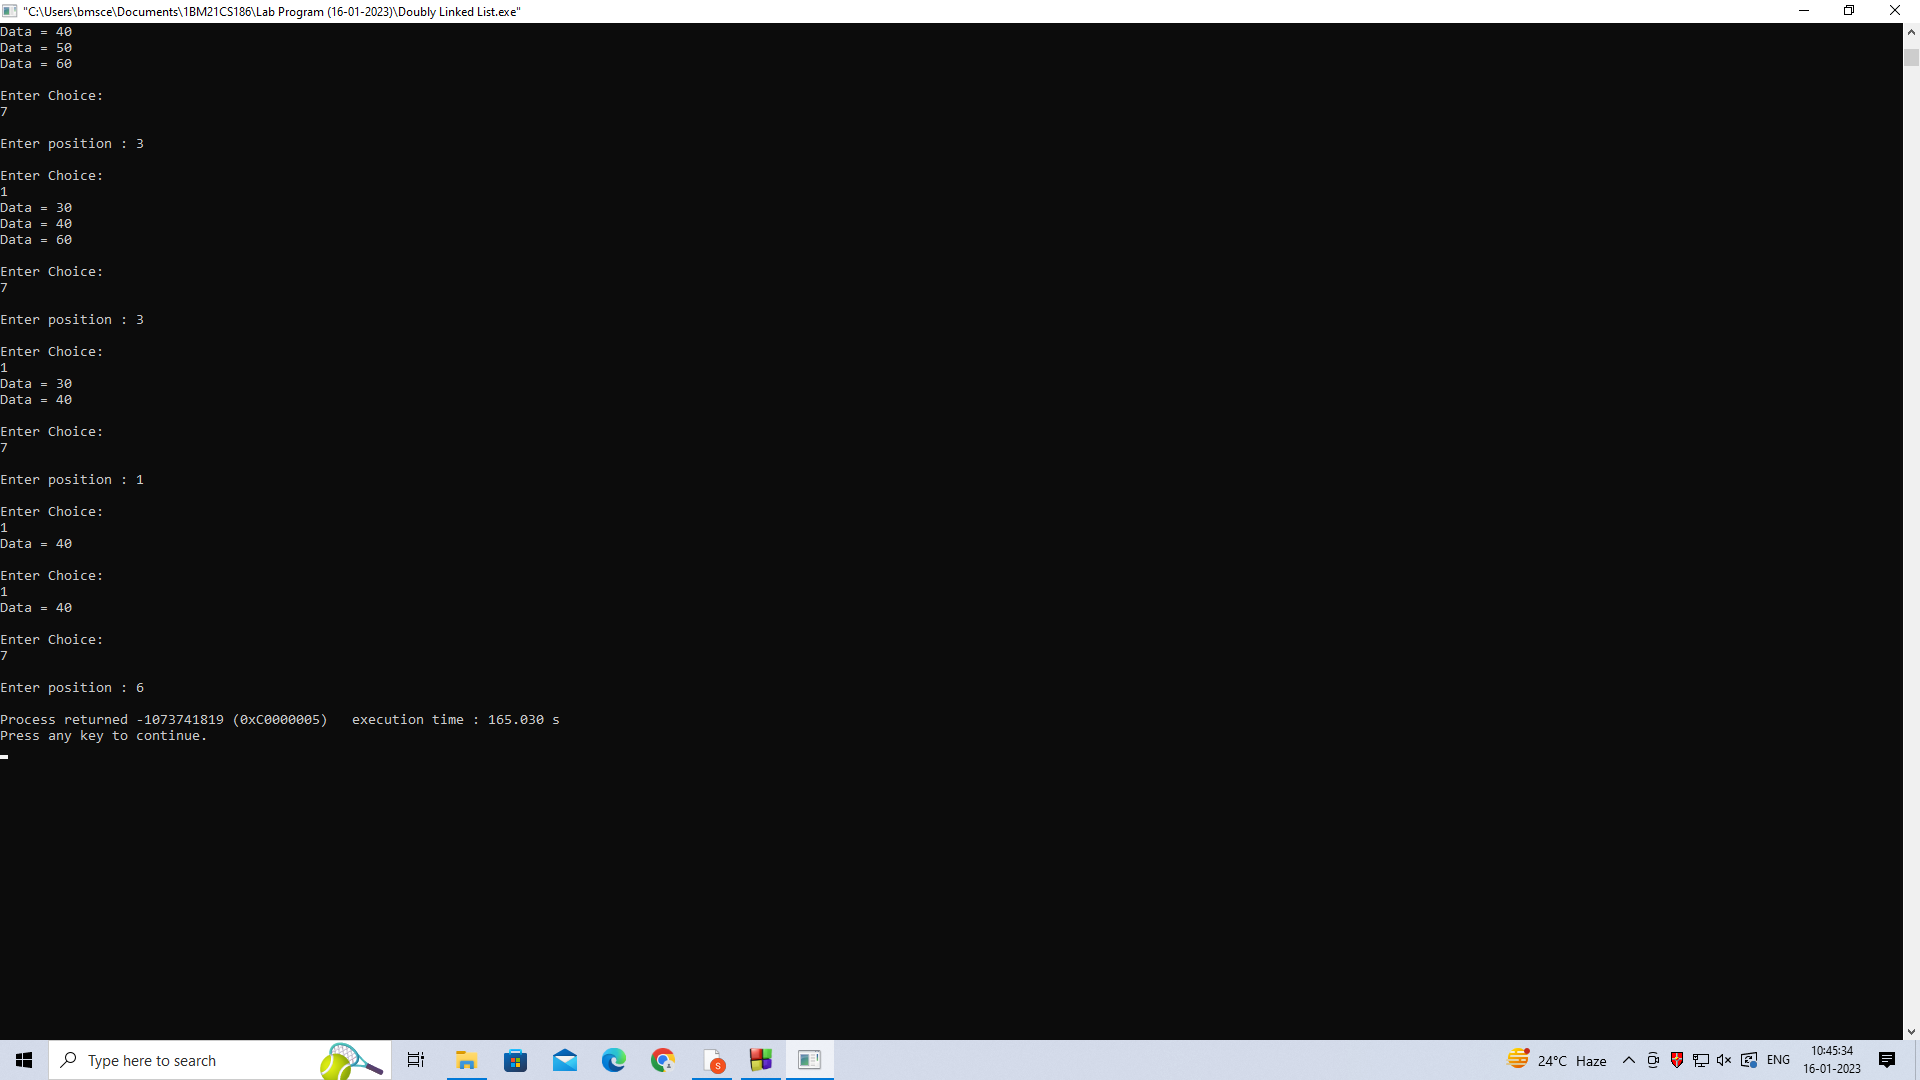 "C:\Users\bmsce\Documents\1BM21CS186\Lab Program (16-01-2023)\Doubly Linked List.exe"
Data = 40
Data = 50
Data = 60
Enter Choice:
7
Enter position : 3
Enter Choice:
1
Data = 30
Data = 40
Data = 60
Enter Choice:
7
Enter position : 3
Enter Choice:
1
Data = 30
Data = 40
Enter Choice:
7
Enter position : 1
Enter Choice:
1
Data = 40
Enter Choice:
1
Data = 40
Enter Choice:
7
Enter position : 6
Process returned -1073741819 (0xC0000005)   execution time : 165.030 s
Press any key to continue.
Type here to search
S
24°C Haze
ENG
10:45:34
16-01-2023